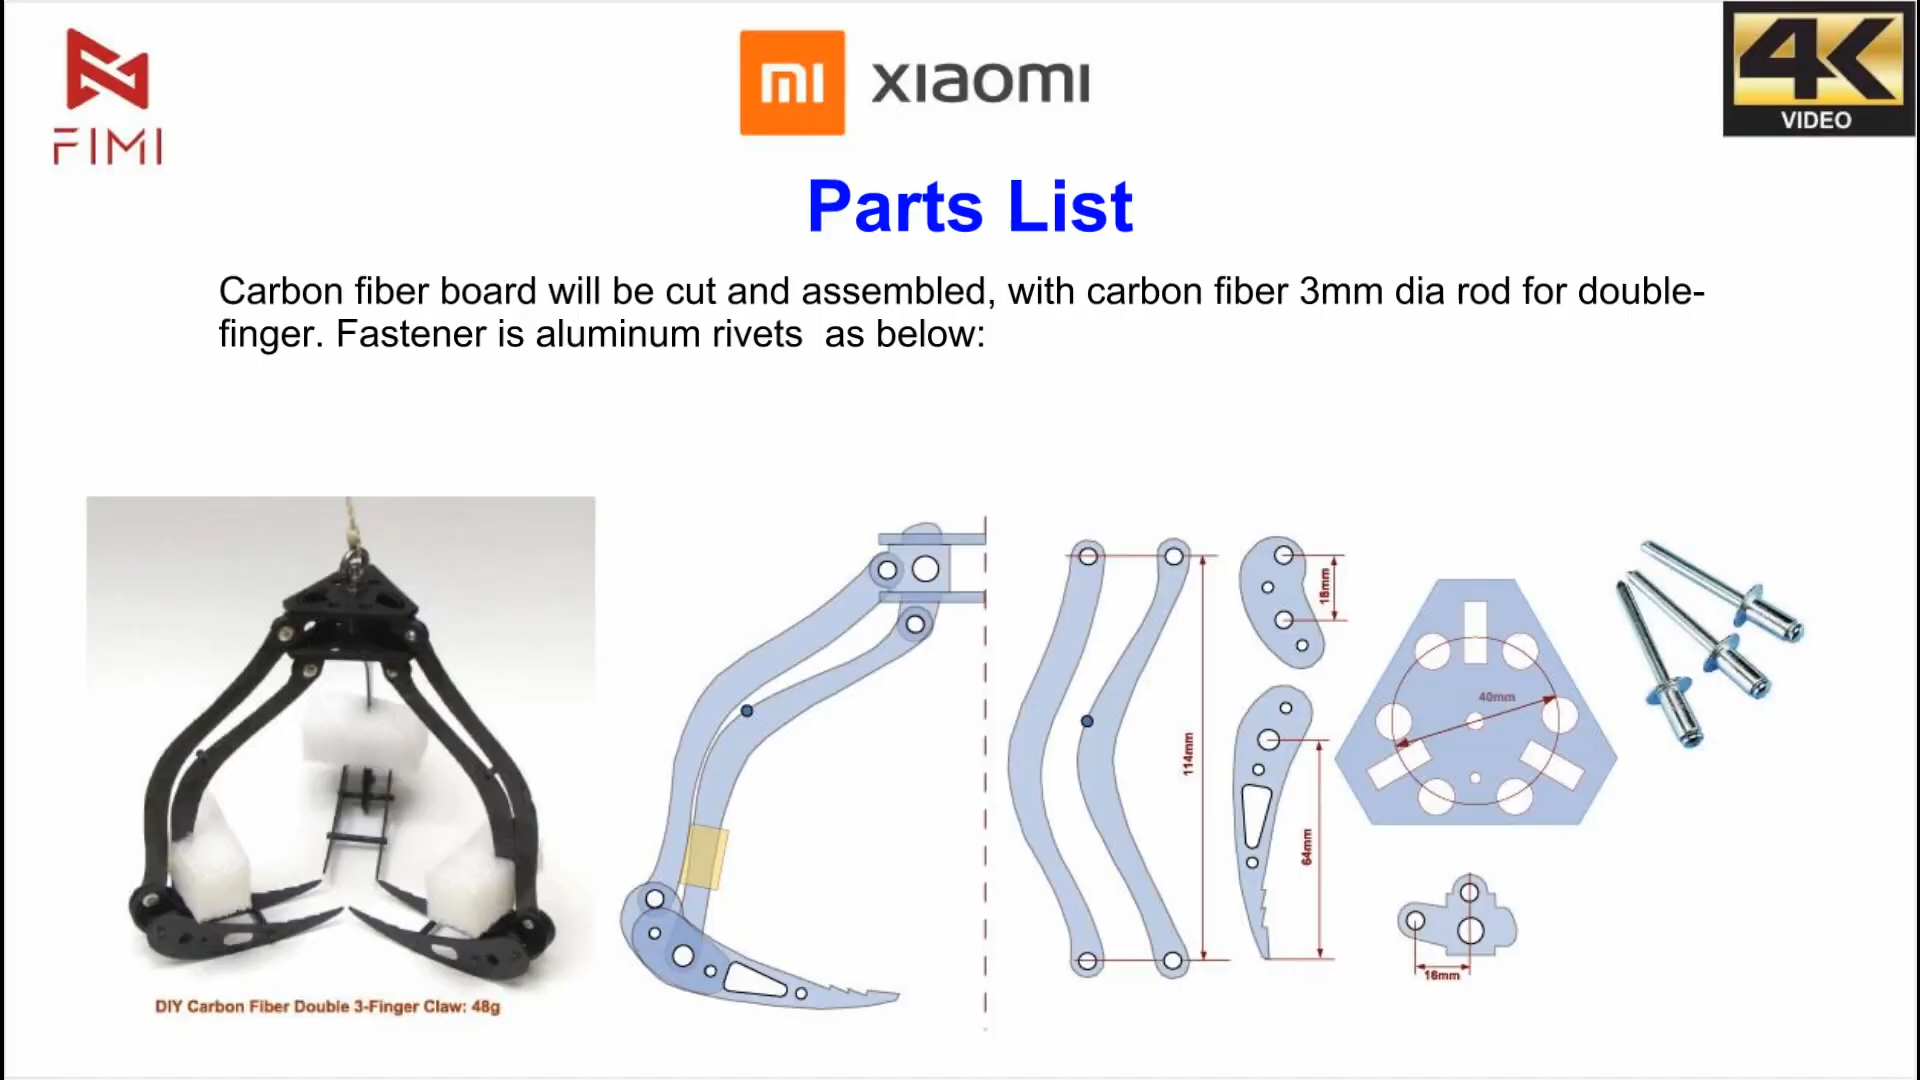 FIMI
mi xiaomi
4K
VIDEO
Parts List
Carbon fiber board will be cut and assembled, with carbon fiber 3mm dia rod for double-
finger. Fastener is aluminum rivets  as below:
18mm
40mm
114mm
64mm
16mm
DIY Carbon Fiber Double 3-Finger Claw: 48g